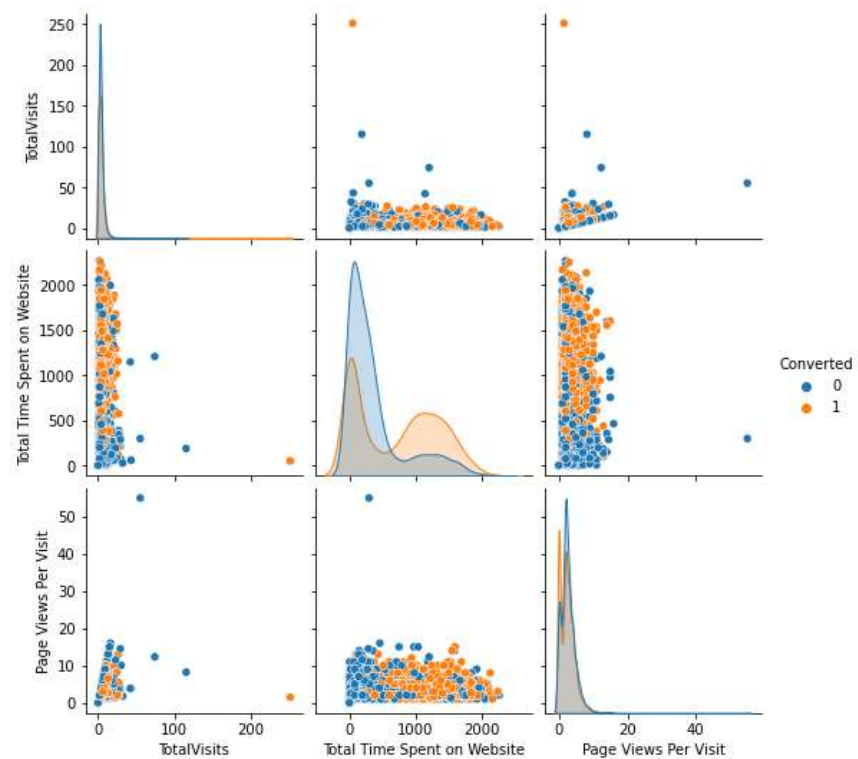 250
200
150
100
50
0
TotalVisits
2000
1500
1000
500
0
Total Time Spent on Website
Converted
0
1
50
40
30
20
10
0
Page Views Per Visit
0 100 200
0 1000 2000
0 20 40
TotalVisits
Total Time Spent on Website
Page Views Per Visit